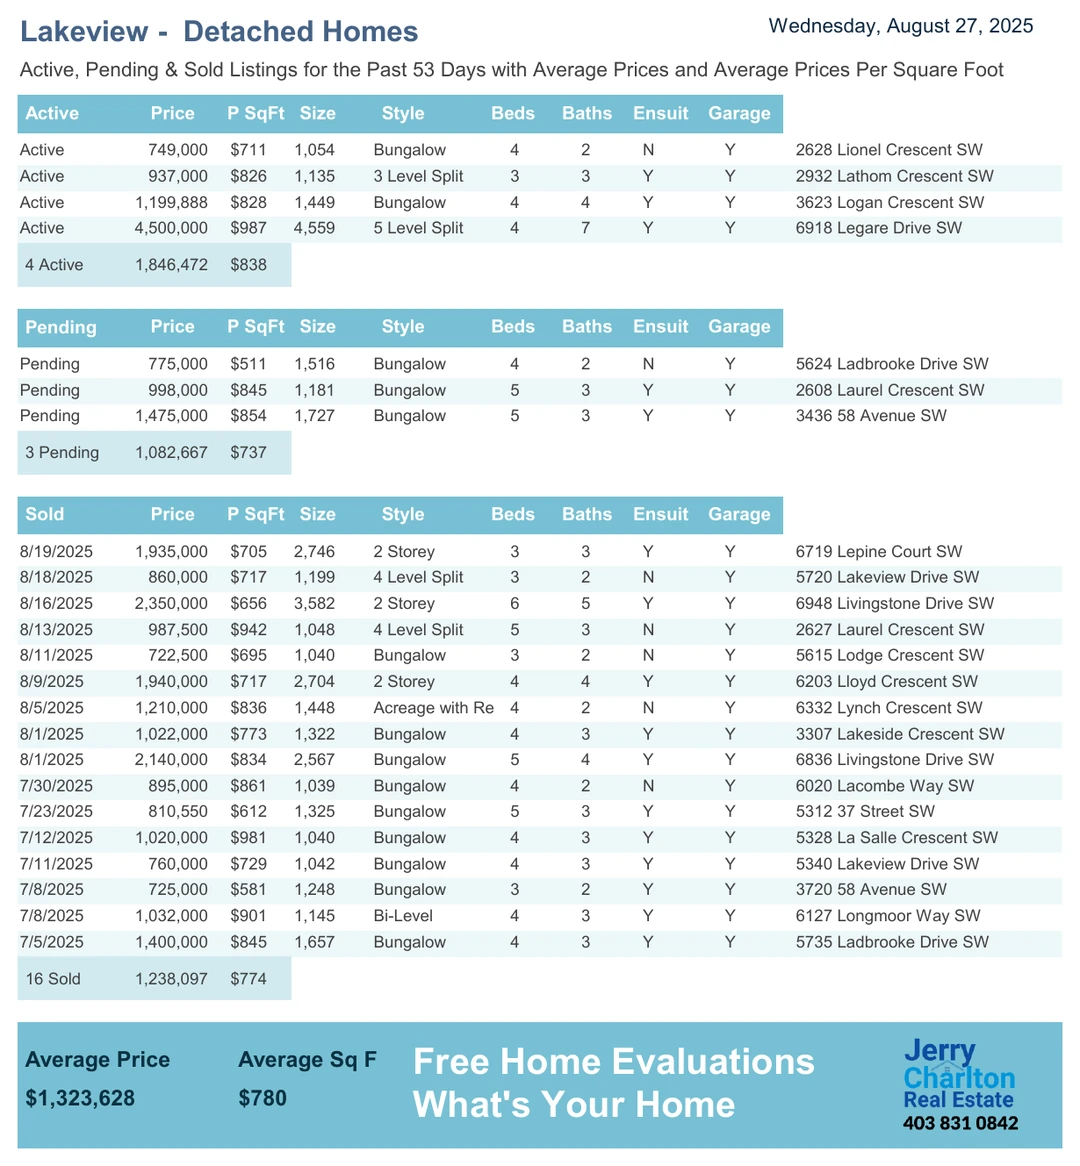 Lakeview - Detached Homes
Wednesday, August 27, 2025
Active, Pending & Sold Listings for the Past 53 Days with Average Prices and Average Prices Per Square Foot
Active Price P SqFt Size Style Beds Baths Ensuit Garage
Active 749,000 $711 1,054 Bungalow 4 2 N Y 2628 Lionel Crescent SW
Active 937,000 $826 1,135 3 Level Split 3 3 Y Y 2932 Lathom Crescent SW
Active 1,199,888 $828 1,449 Bungalow 4 4 Y Y 3623 Logan Crescent SW
Active 4,500,000 $987 4,559 5 Level Split 4 7 Y Y 6918 Legare Drive SW
4 Active 1,846,472 $838
Pending Price P SqFt Size Style Beds Baths Ensuit Garage
Pending 775,000 $511 1,516 Bungalow 4 2 N Y 5624 Ladbrooke Drive SW
Pending 998,000 $845 1,181 Bungalow 5 3 Y Y 2608 Laurel Crescent SW
Pending 1,475,000 $854 1,727 Bungalow 5 3 Y Y 3436 58 Avenue SW
3 Pending 1,082,667 $737
Sold Price P SqFt Size Style Beds Baths Ensuit Garage
8/19/2025 1,935,000 $705 2,746 2 Storey 3 3 Y Y 6719 Lepine Court SW
8/18/2025 860,000 $717 1,199 4 Level Split 3 2 N Y 5720 Lakeview Drive SW
8/16/2025 2,350,000 $656 3,582 2 Storey 6 5 Y Y 6948 Livingstone Drive SW
8/13/2025 987,500 $942 1,048 4 Level Split 5 3 N Y 2627 Laurel Crescent SW
8/11/2025 722,500 $695 1,040 Bungalow 3 2 N Y 5615 Lodge Crescent SW
8/9/2025 1,940,000 $717 2,704 2 Storey 4 4 Y Y 6203 Lloyd Crescent SW
8/5/2025 1,210,000 $836 1,448 Acreage with Re 4 2 N Y 6332 Lynch Crescent SW
8/1/2025 1,022,000 $773 1,322 Bungalow 4 3 Y Y 3307 Lakeside Crescent SW
8/1/2025 2,140,000 $834 2,567 Bungalow 5 4 Y Y 6836 Livingstone Drive SW
7/30/2025 895,000 $861 1,039 Bungalow 4 2 N Y 6020 Lacombe Way SW
7/23/2025 810,550 $612 1,325 Bungalow 5 3 Y Y 5312 37 Street SW
7/12/2025 1,020,000 $981 1,040 Bungalow 4 3 Y Y 5328 La Salle Crescent SW
7/11/2025 760,000 $729 1,042 Bungalow 4 3 Y Y 5340 Lakeview Drive SW
7/8/2025 725,000 $581 1,248 Bungalow 3 2 Y Y 3720 58 Avenue SW
7/8/2025 1,032,000 $901 1,145 Bi-Level 4 3 Y Y 6127 Longmoor Way SW
7/5/2025 1,400,000 $845 1,657 Bungalow 4 3 Y Y 5735 Ladbrooke Drive SW
16 Sold 1,238,097 $774
Average Price Average Sq F
$1,323,628 $780
Free Home Evaluations
What's Your Home
Jerry
Charlton
Real Estate
403 831 0842